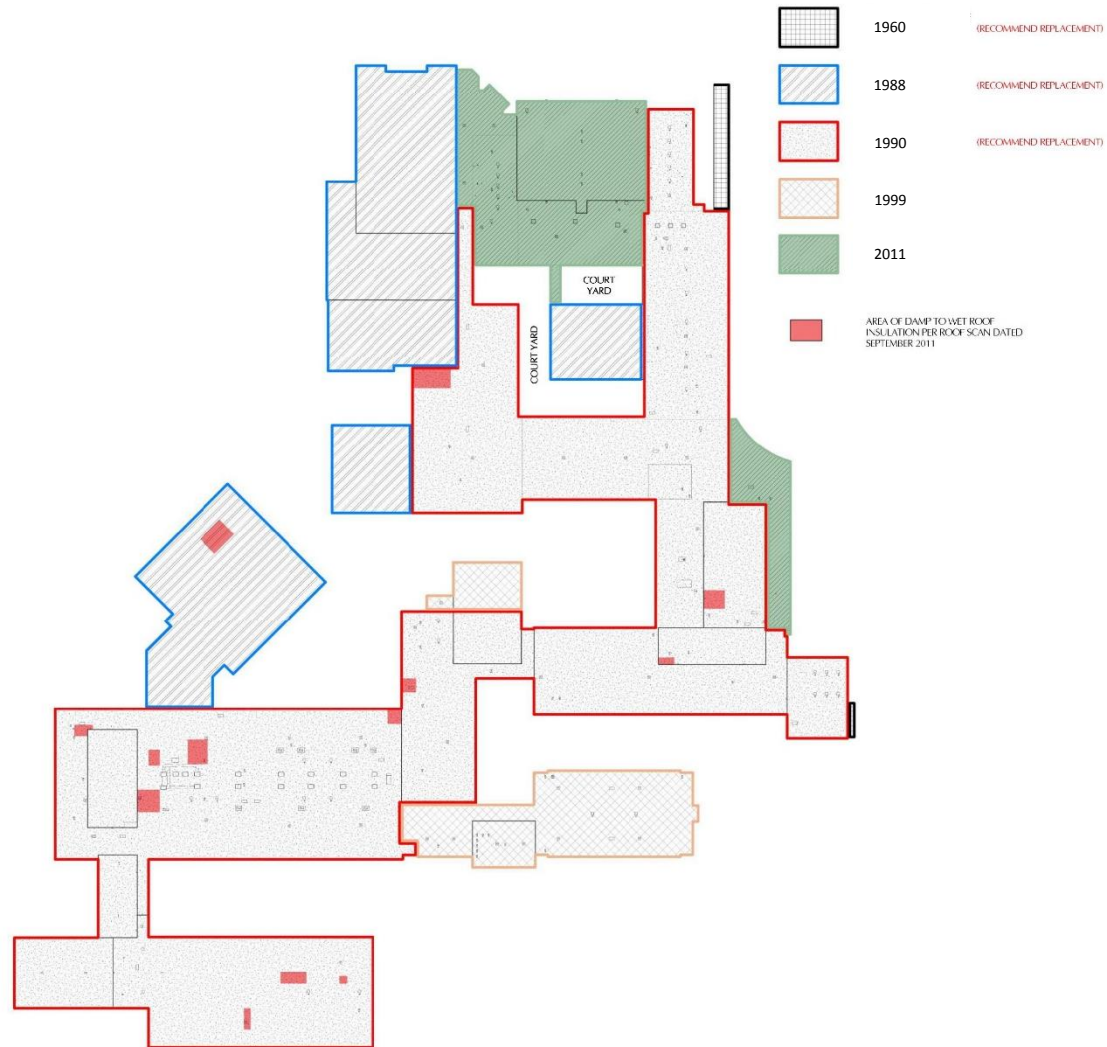 1960 (RECOMMEND REPLACEMENT)
1988 (RECOMMEND REPLACEMENT)
1990 (RECOMMEND REPLACEMENT)
1999
2011
AREA OF DAMP TO WET ROOF
INSULATION PER ROOF SCAN DATED
SEPTEMBER 2011
COURT
YARD
COURT YARD